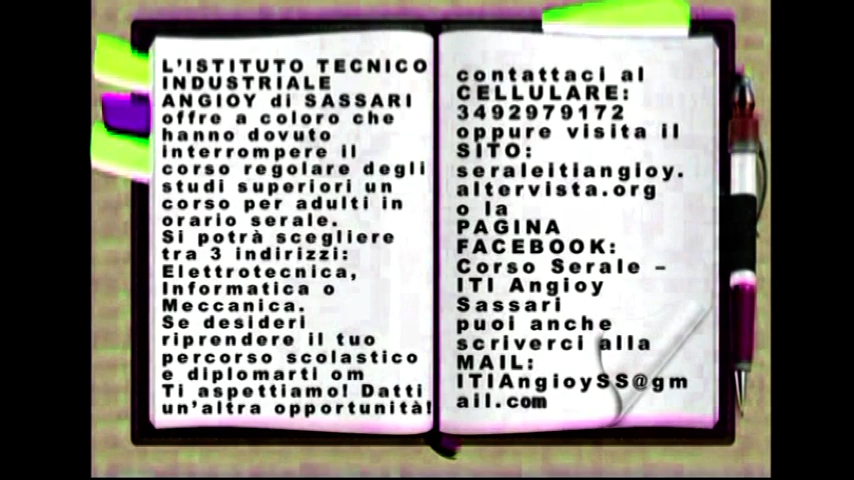 L'ISTITUTO TECNICO
INDUSTRIALE
ANGIOY di SASSARI
offre a coloro che
hanno dovuto
interrompere il
corso regolare degli
studi superiori un
corso per adulti in
orario serale.
Si potrà scegliere
tra 3 indirizzi:
Elettrotecnica,
Informatica o
Meccanica.
Se desideri
riprendere il tuo
percorso scolastico
e diplomarti om
Ti aspettiamo! Datti
un'altra opportunità!
contattaci al
CELLULARE:
3492979172
oppure visita il
SITO:
seraleitiangioy.
altervista.org
o la
PAGINA
FACEBOOK:
Corso Serale –
ITI Angioy
Sassari
puoi anche
scriverci alla
MAIL:
ITIAngioySS@gm
ail.com